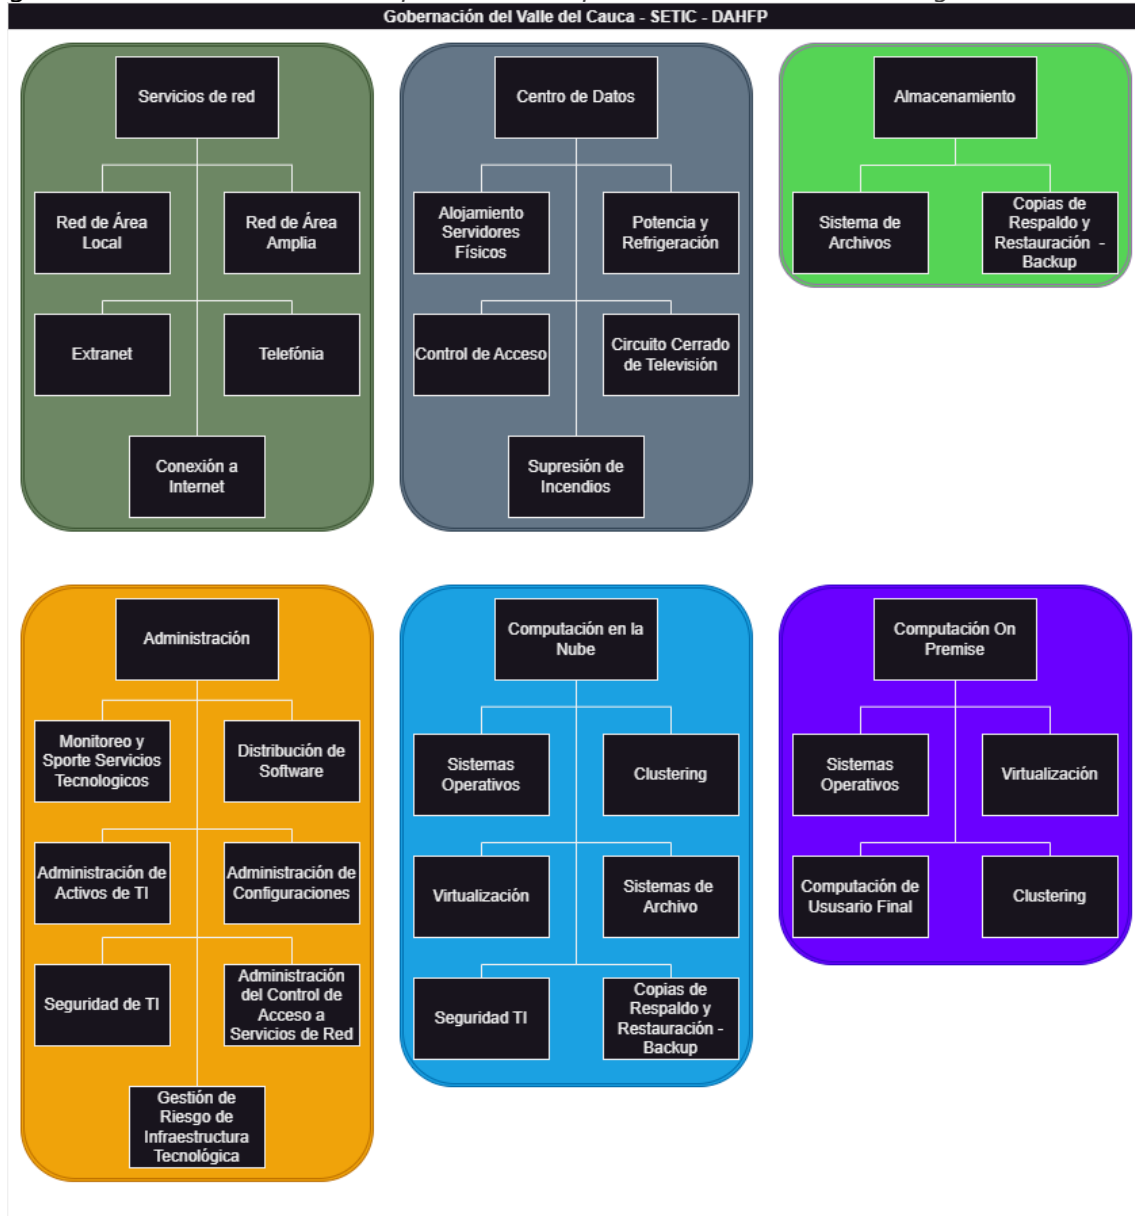 Gobernación del Valle del Cauca - SETIC - DAHFP
Servicios de red
Red de Área
Local
Red de Área
Amplia
Extranet
Telefónia
Conexión a
Internet
Centro de Datos
Alojamiento
Servidores
Físicos
Potencia y
Refrigeración
Control de Acceso
Circuito Cerrado
de Televisión
Supresión de
Incendios
Almacenamiento
Sistema de
Archivos
Copias de
Respaldo y
Restauración -
Backup
Administración
Monitoreo y
Sporte Servicios
Tecnologicos
Distribución de
Software
Administración de
Activos de TI
Administración de
Configuraciones
Seguridad de TI
Administración
del Control de
Acceso a
Servicios de Red
Gestión de
Riesgo de
Infraestructura
Tecnológica
Computación en la
Nube
Sistemas
Operativos
Clustering
Virtualización
Sistemas de
Archivo
Seguridad TI
Copias de
Respaldo y
Restauración -
Backup
Computación On
Premise
Sistemas
Operativos
Virtualización
Computación de
Ususario Final
Clustering